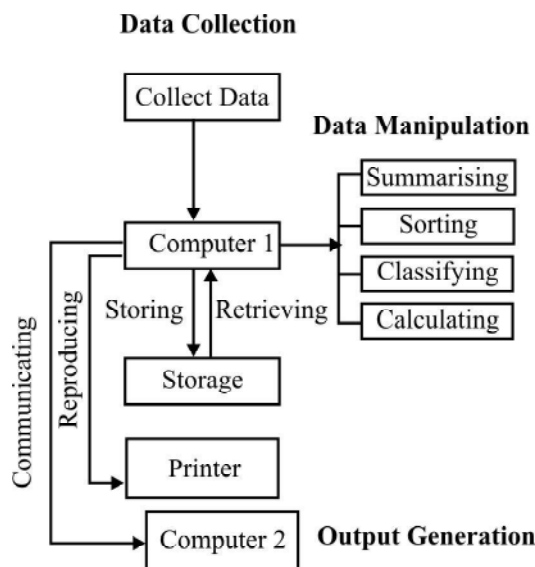 Data Collection
Collect Data
Data Manipulation
Summarising
Sorting
Classifying
Calculating
Computer 1
Storing
Retrieving
Communicating
Reproducing
Storage
Printer
Computer 2
Output Generation